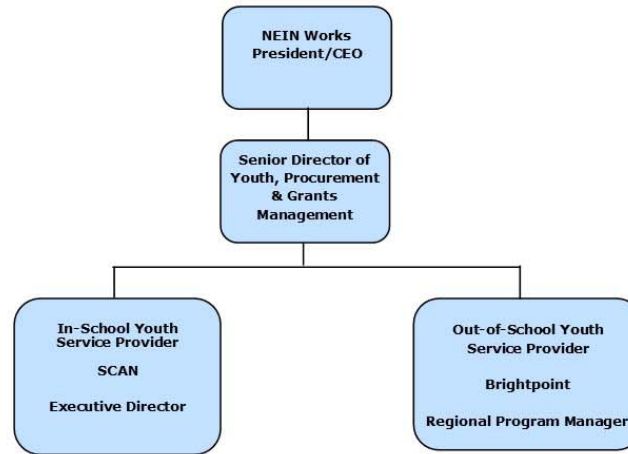 NEIN Works
President/CEO
Senior Director of
Youth, Procurement
& Grants
Management
In-School Youth
Service Provider
SCAN
Executive Director
Out-of-School Youth
Service Provider
Brightpoint
Regional Program Manager